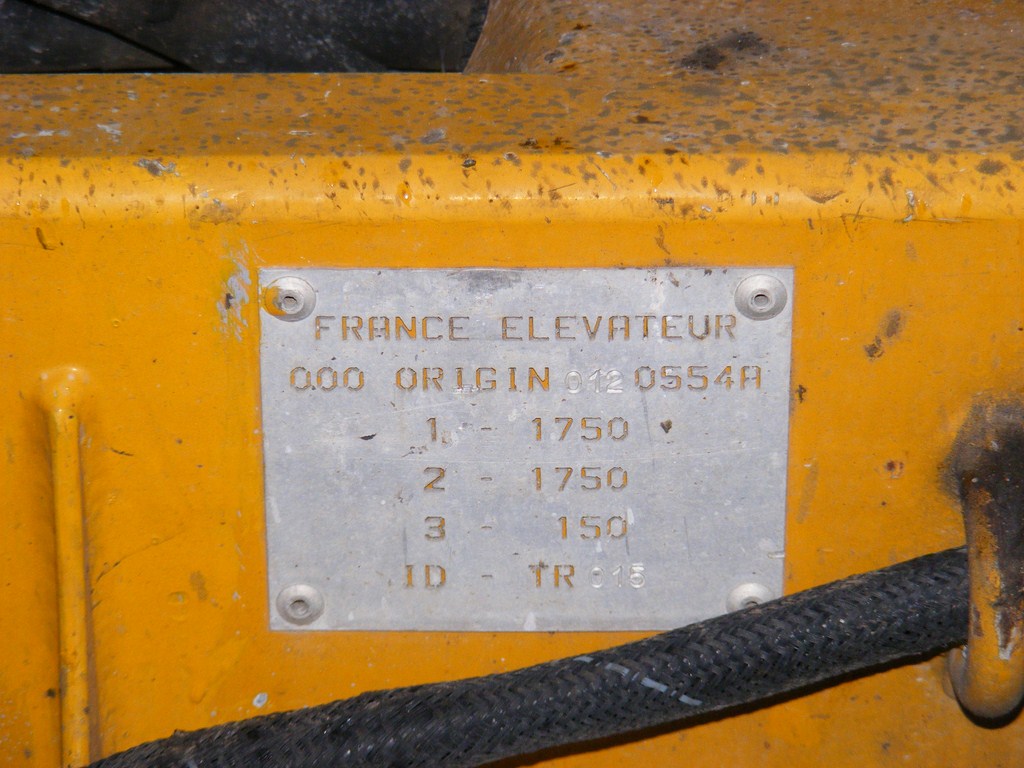 FRANCE ELEVATEUR
000 ORIGIN 012 0554A
1 - 1750
2 - 1750
3 - 150
ID - TR 015